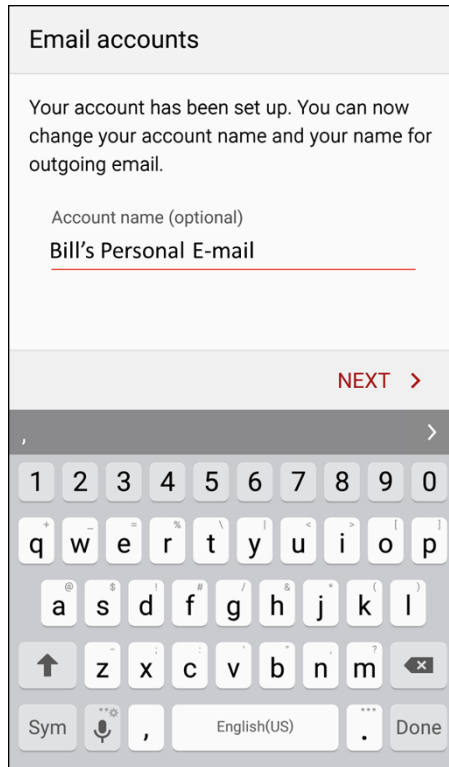 Email accounts
Your account has been set up. You can now
change your account name and your name for
outgoing email.
Account name (optional)
Bill's Personal E-mail
NEXT >
, >
1 2 3 4 5 6 7 8 9 0
+ _ = % \ | < > [ ]
q w e r t y u i o p
@ $ ! # / & * ( )
a s d f g h j k l
- ; : ' " , ?
z x c v b n m
Sym , English(US) . Done